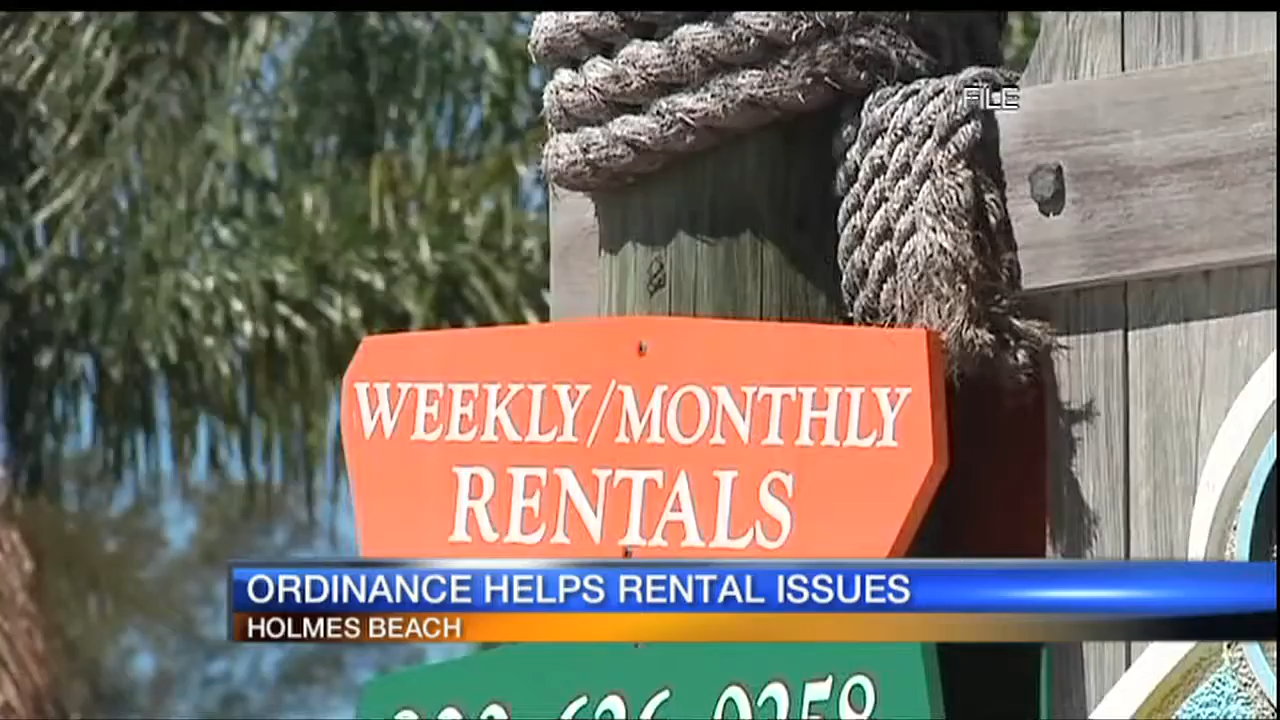 FILE
WEEKLY/MONTHLY
RENTALS
ORDINANCE HELPS RENTAL ISSUES
HOLMES BEACH